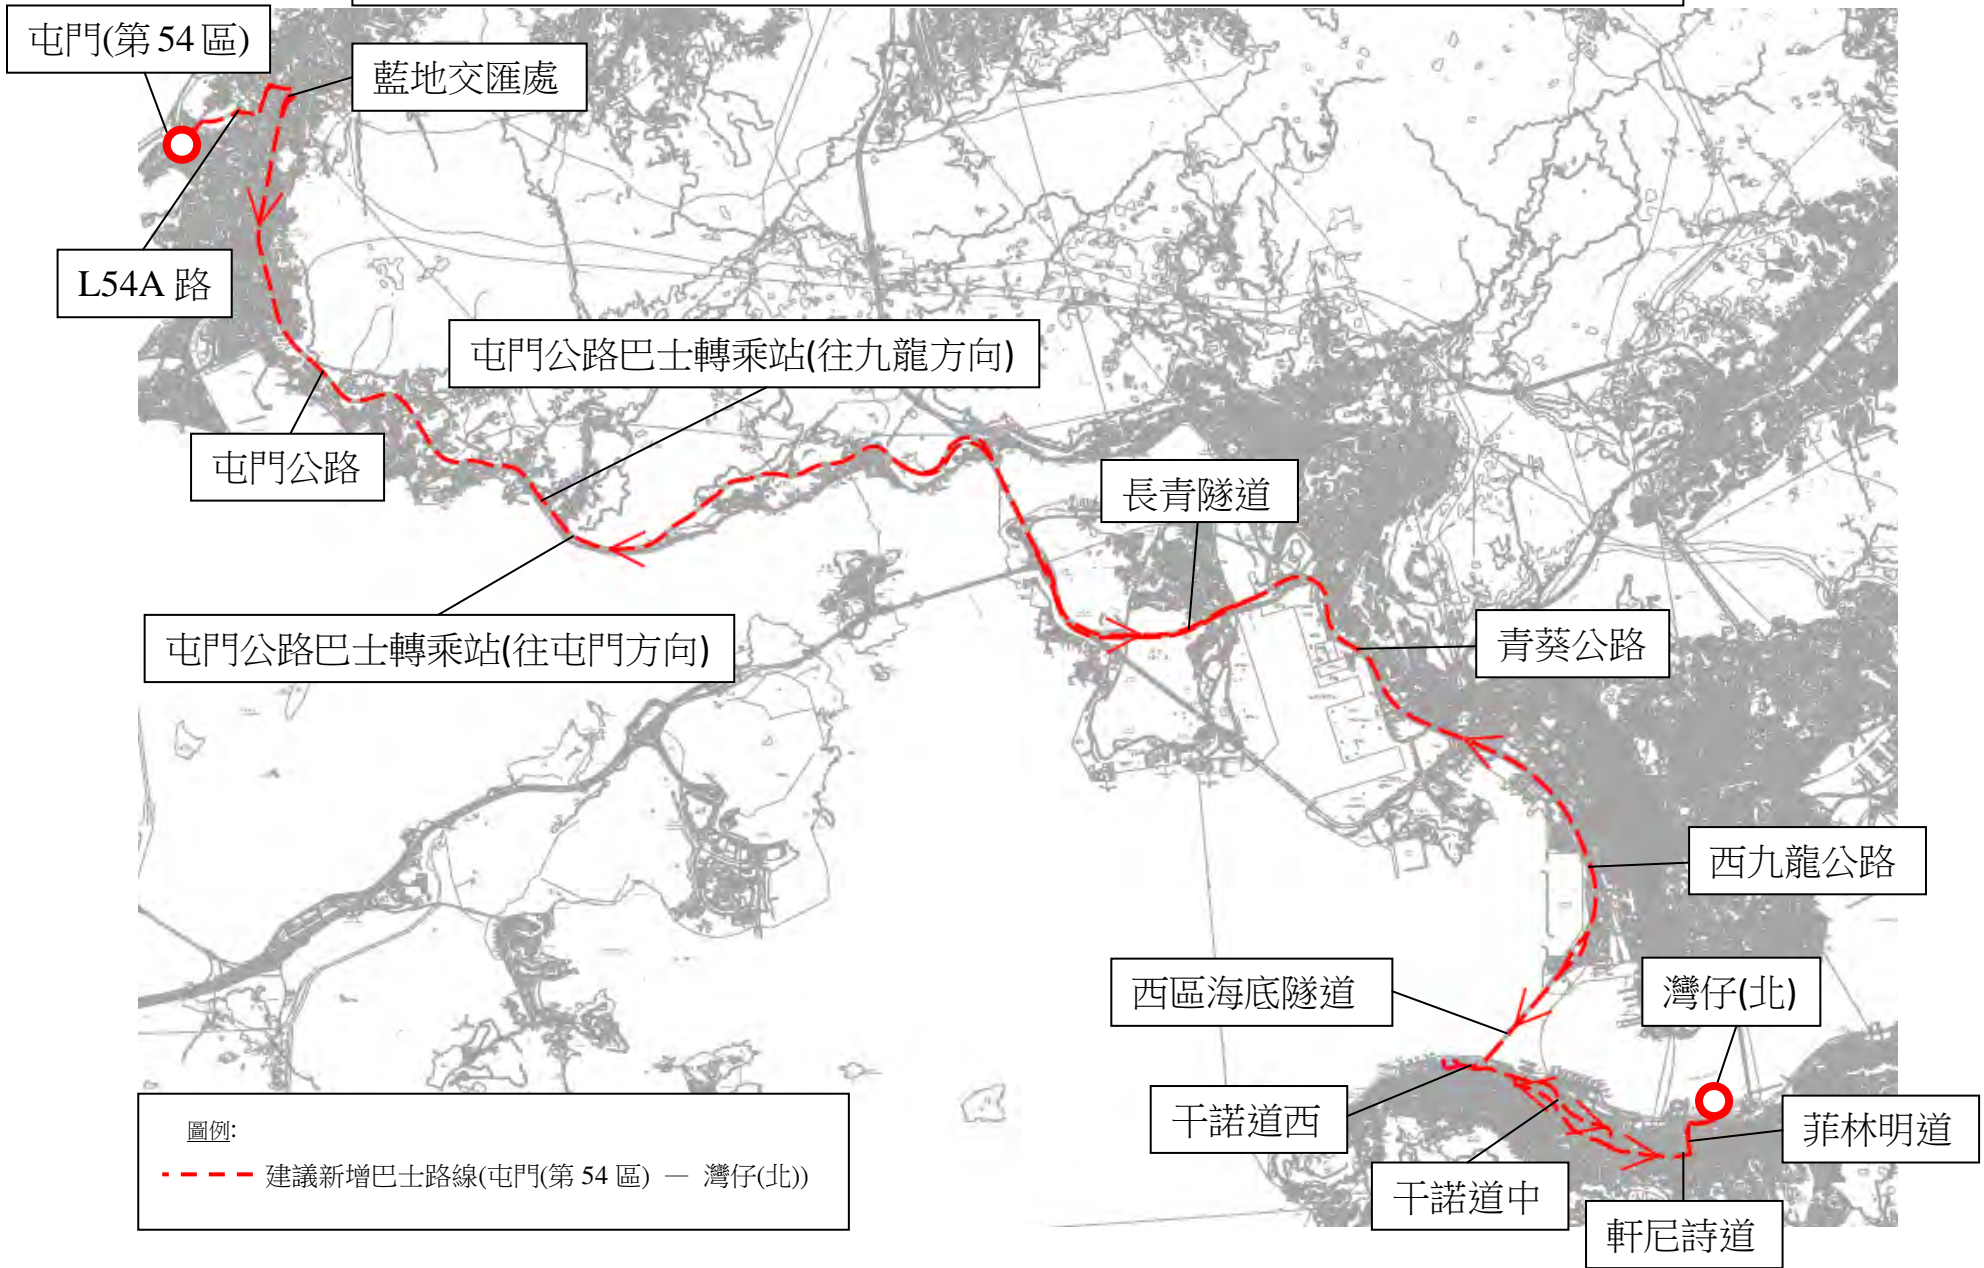 屯門(第 54 區)
藍地交匯處
L54A 路
屯門公路巴士轉乘站(往九龍方向)
屯門公路
長青隧道
屯門公路巴士轉乘站(往屯門方向)
青葵公路
西九龍公路
西區海底隧道
灣仔(北)
干諾道西
菲林明道
干諾道中
軒尼詩道
圖例:
建議新增巴士路線(屯門(第 54 區) － 灣仔(北))